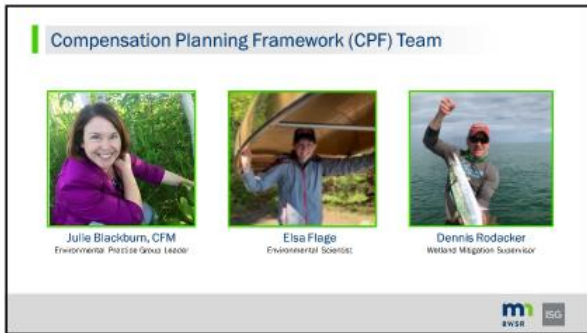 Compensation Planning Framework (CPF) Team
Julie Blackburn, CFM
Environmental Practice Group Leader
Elsa Flage
Environmental Scientist
Dennis Rodacker
Wetland Mitigation Supervisor
mn
BWSR
ISG